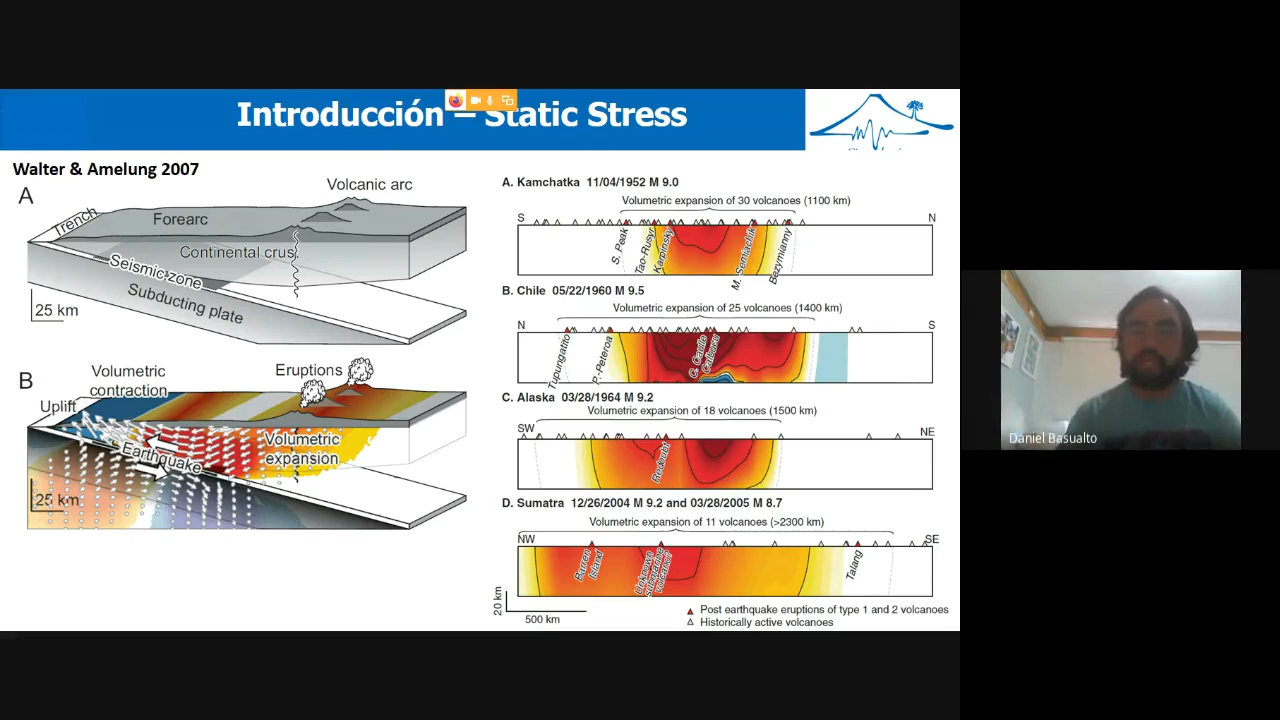 Introducción – Static Stress
Walter & Amelung 2007
A
Volcanic arc
Trench
Forearc
Continental crus
Seismic zone
Subducting plate
25 km
B
Volumetric
contraction
Eruptions
Uplift
Volumetric
expansion
Earthquake
25 km
A. Kamchatka 11/04/1952 M 9.0
Volumetric expansion of 30 volcanoes (1100 km)
S
N
S. Peak
Tao-Rusyr
Karpinsky
M. Semiachik
Bezymianny
B. Chile 05/22/1960 M 9.5
Volumetric expansion of 25 volcanoes (1400 km)
N
S
Tupungatito
P. Peteroa
C. Caulle
Calbuco
C. Alaska 03/28/1964 M 9.2
Volumetric expansion of 18 volcanoes (1500 km)
SW
NE
Redoubt
D. Sumatra 12/26/2004 M 9.2 and 03/28/2005 M 8.7
Volumetric expansion of 11 volcanoes (>2300 km)
NW
SE
Barren
Island
Unknown
submarine
volcano?
Talang
20 km
500 km
Post earthquake eruptions of type 1 and 2 volcanoes
Historically active volcanoes
Daniel Basualto